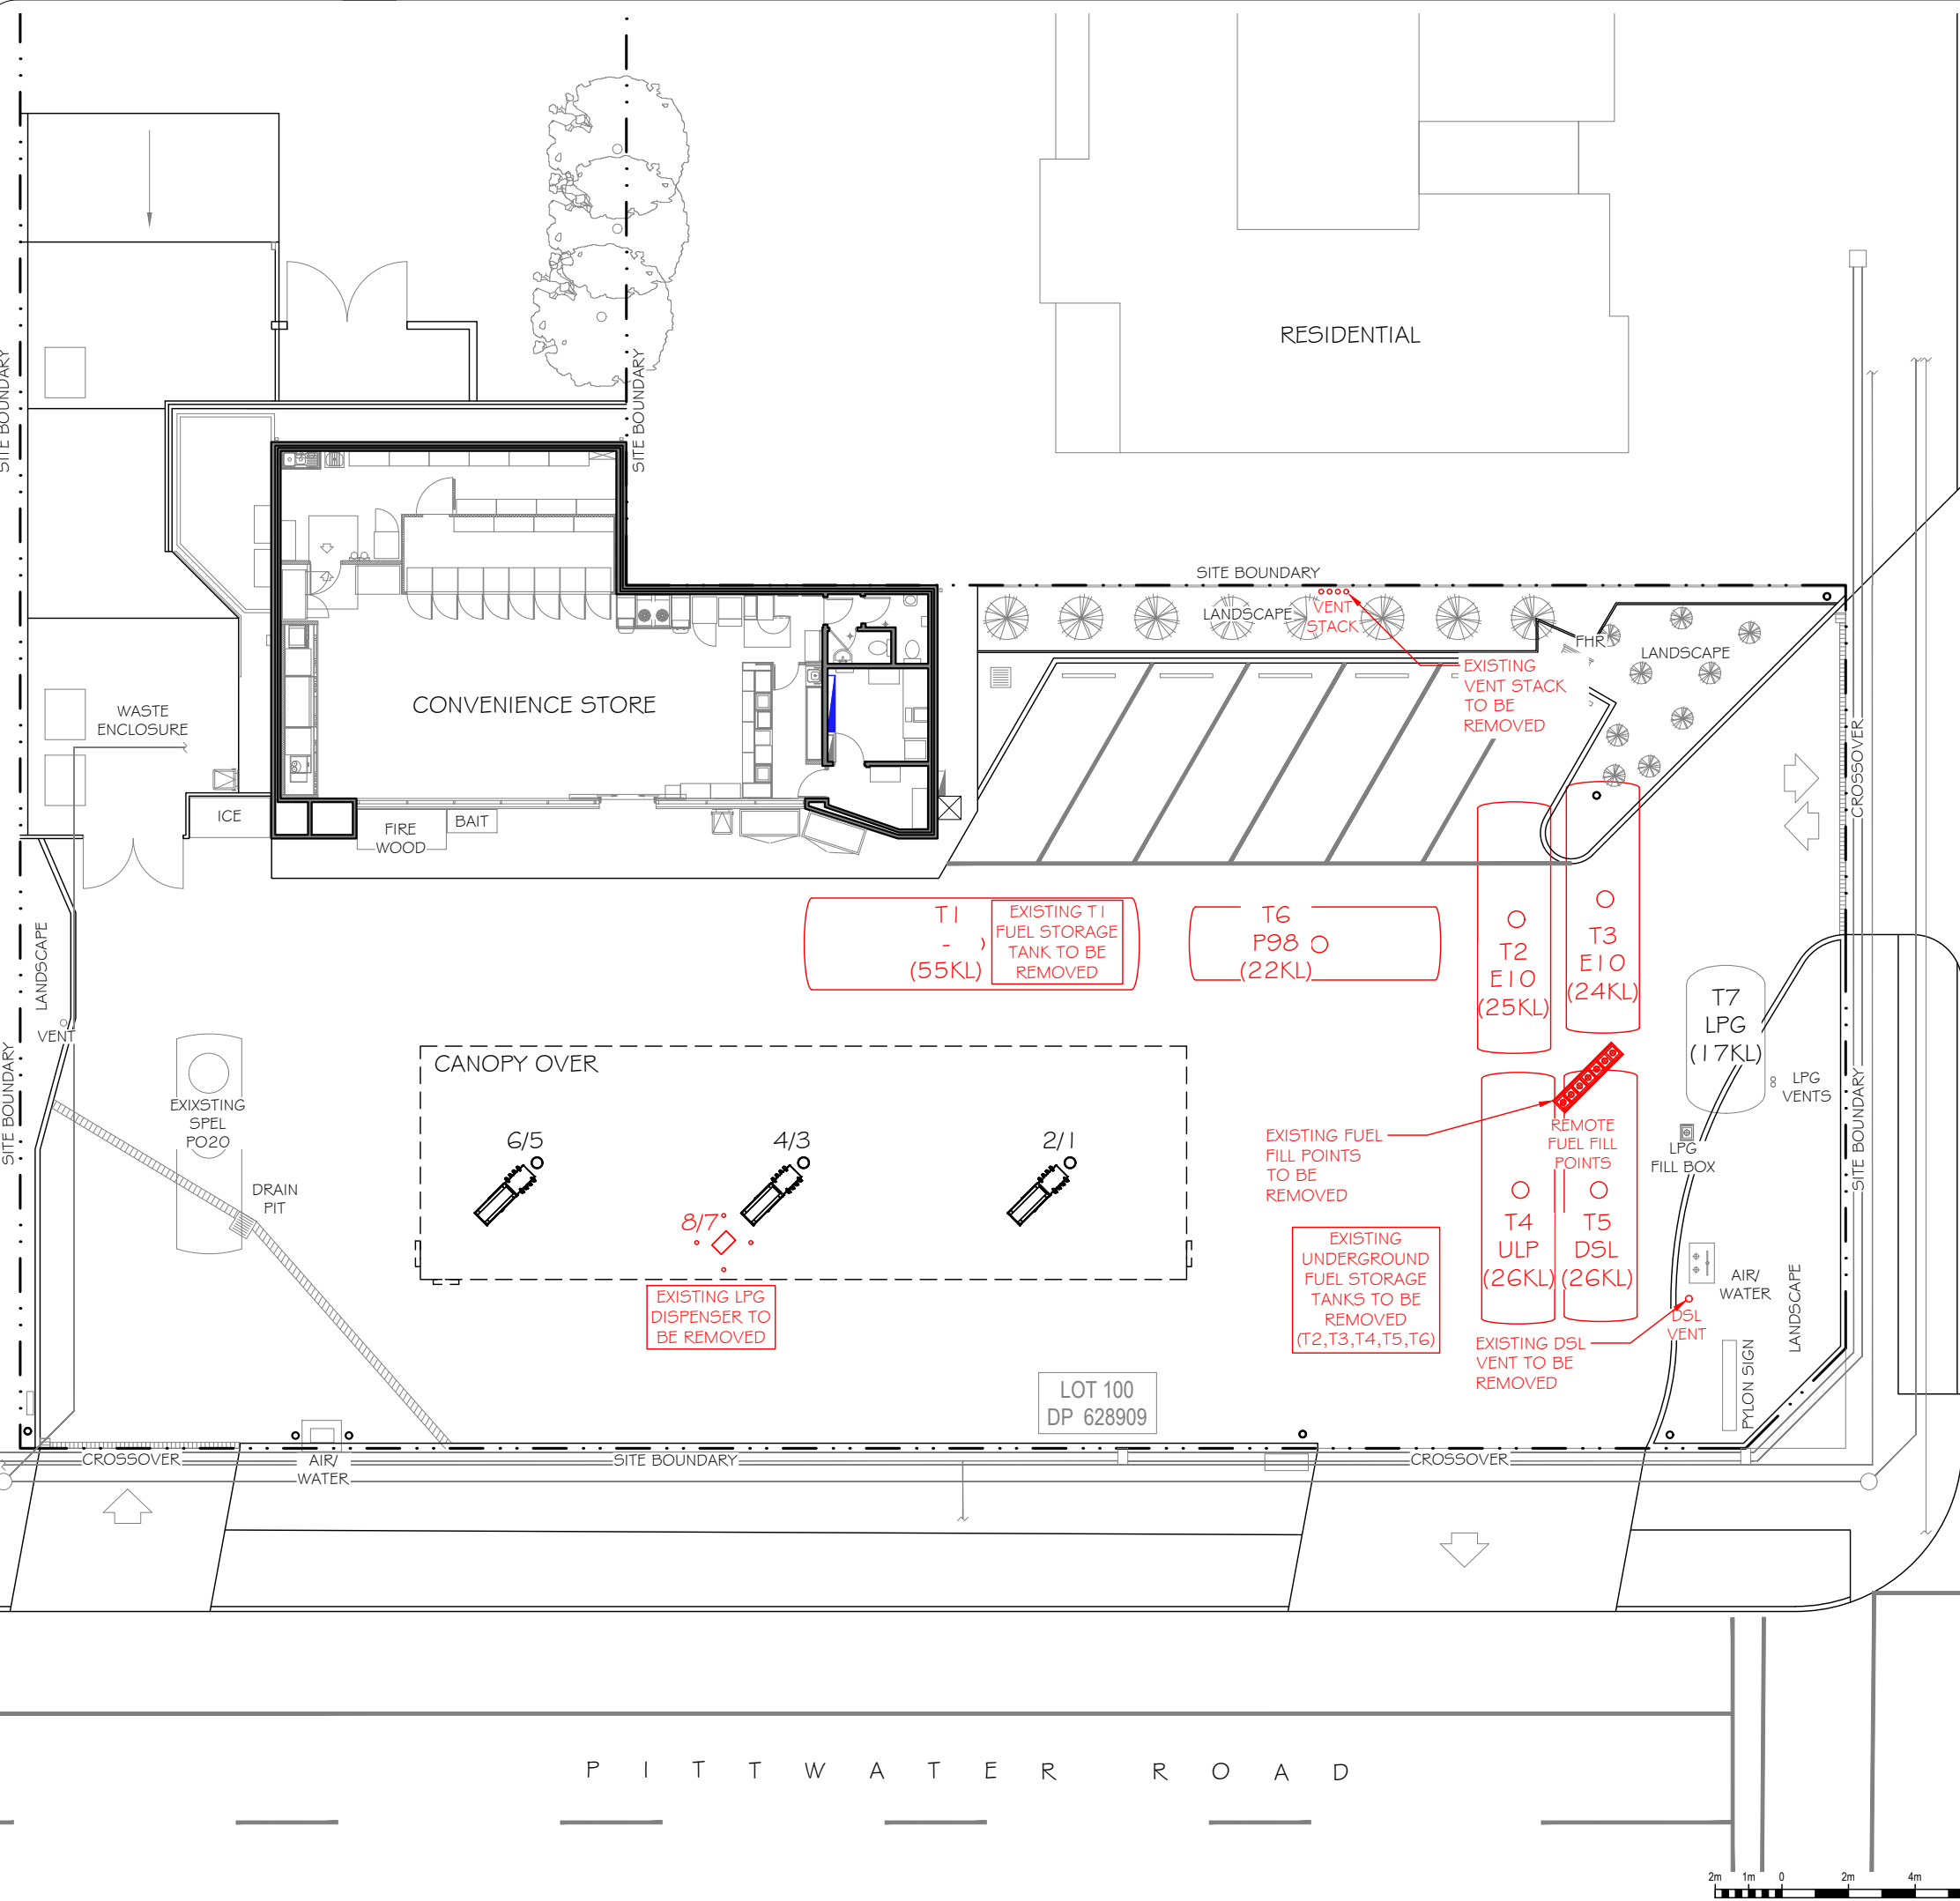 RESIDENTIAL
SITE BOUNDARY
SITE BOUNDARY
SITE BOUNDARY
LANDSCAPE
VENT
STACK
FHR
LANDSCAPE
EXISTING
VENT STACK
TO BE
REMOVED
CONVENIENCE STORE
WASTE
ENCLOSURE
CROSSOVER
ICE
FIRE
WOOD
BAIT
T1
-
(55KL)
EXISTING T1
FUEL STORAGE
TANK TO BE
REMOVED
T6
P98
(22KL)
T2
E10
(25KL)
T3
E10
(24KL)
T7
LPG
(17KL)
LANDSCAPE
VENT
SITE BOUNDARY
CANOPY OVER
EXIXSTING
SPEL
PO20
LPG
VENTS
6/5
4/3
2/1
EXISTING FUEL
FILL POINTS
TO BE
REMOVED
REMOTE
FUEL FILL
POINTS
LPG
FILL BOX
SITE BOUNDARY
DRAIN
PIT
8/7
T4
ULP
(26KL)
T5
DSL
(26KL)
EXISTING
UNDERGROUND
FUEL STORAGE
TANKS TO BE
REMOVED
(T2,T3,T4,T5,T6)
EXISTING LPG
DISPENSER TO
BE REMOVED
AIR/
WATER
LANDSCAPE
DSL
VENT
EXISTING DSL
VENT TO BE
REMOVED
PYLON SIGN
LOT 100
DP 628909
CROSSOVER
AIR/
WATER
SITE BOUNDARY
CROSSOVER
PITTWATER ROAD
2m 1m 0 2m 4m